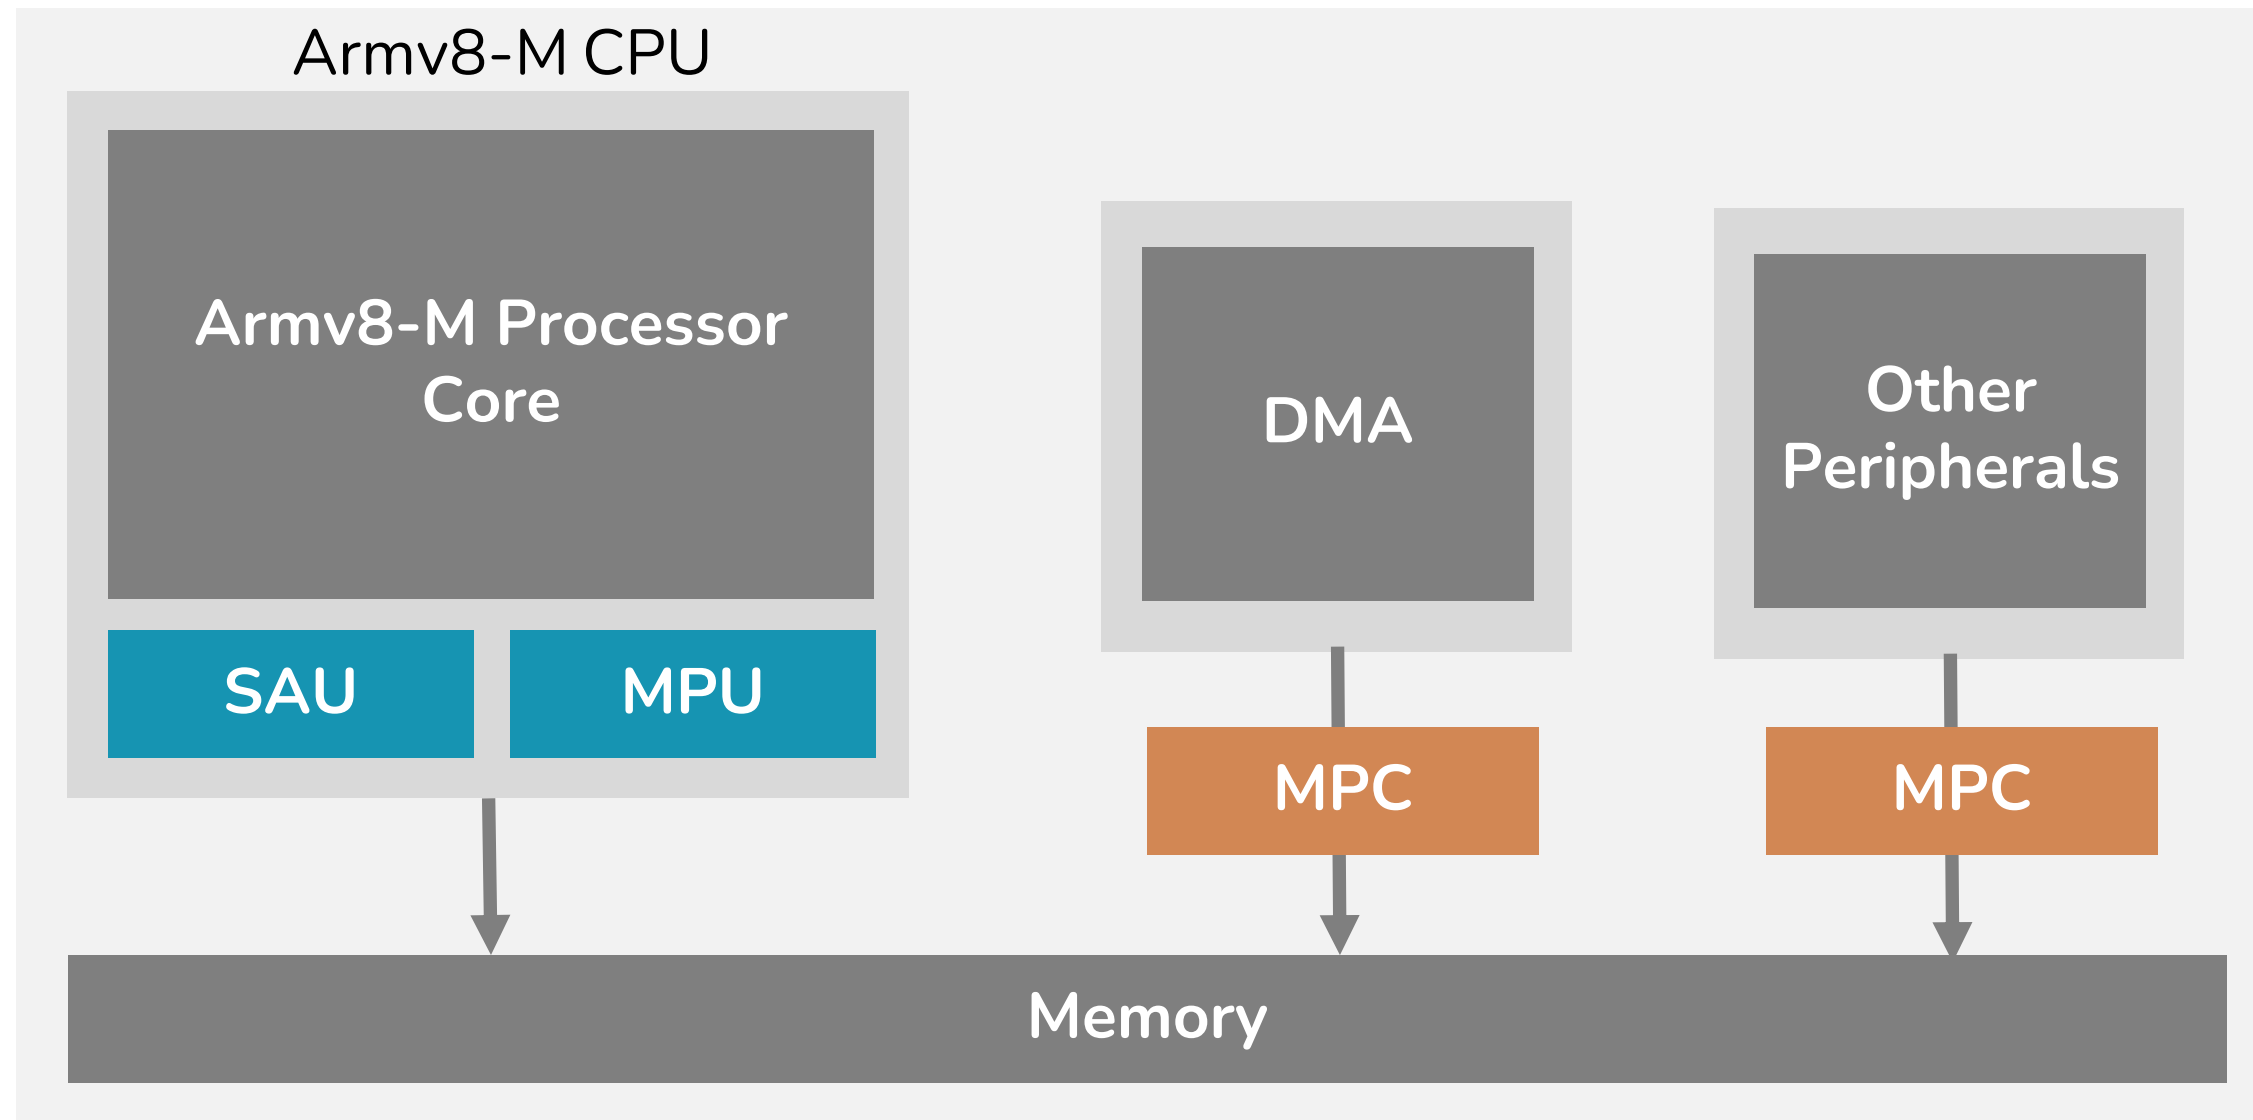 Armv8-M CPU
Armv8-M Processor
Core
DMA
Other
Peripherals
SAU
MPU
MPC
MPC
Memory